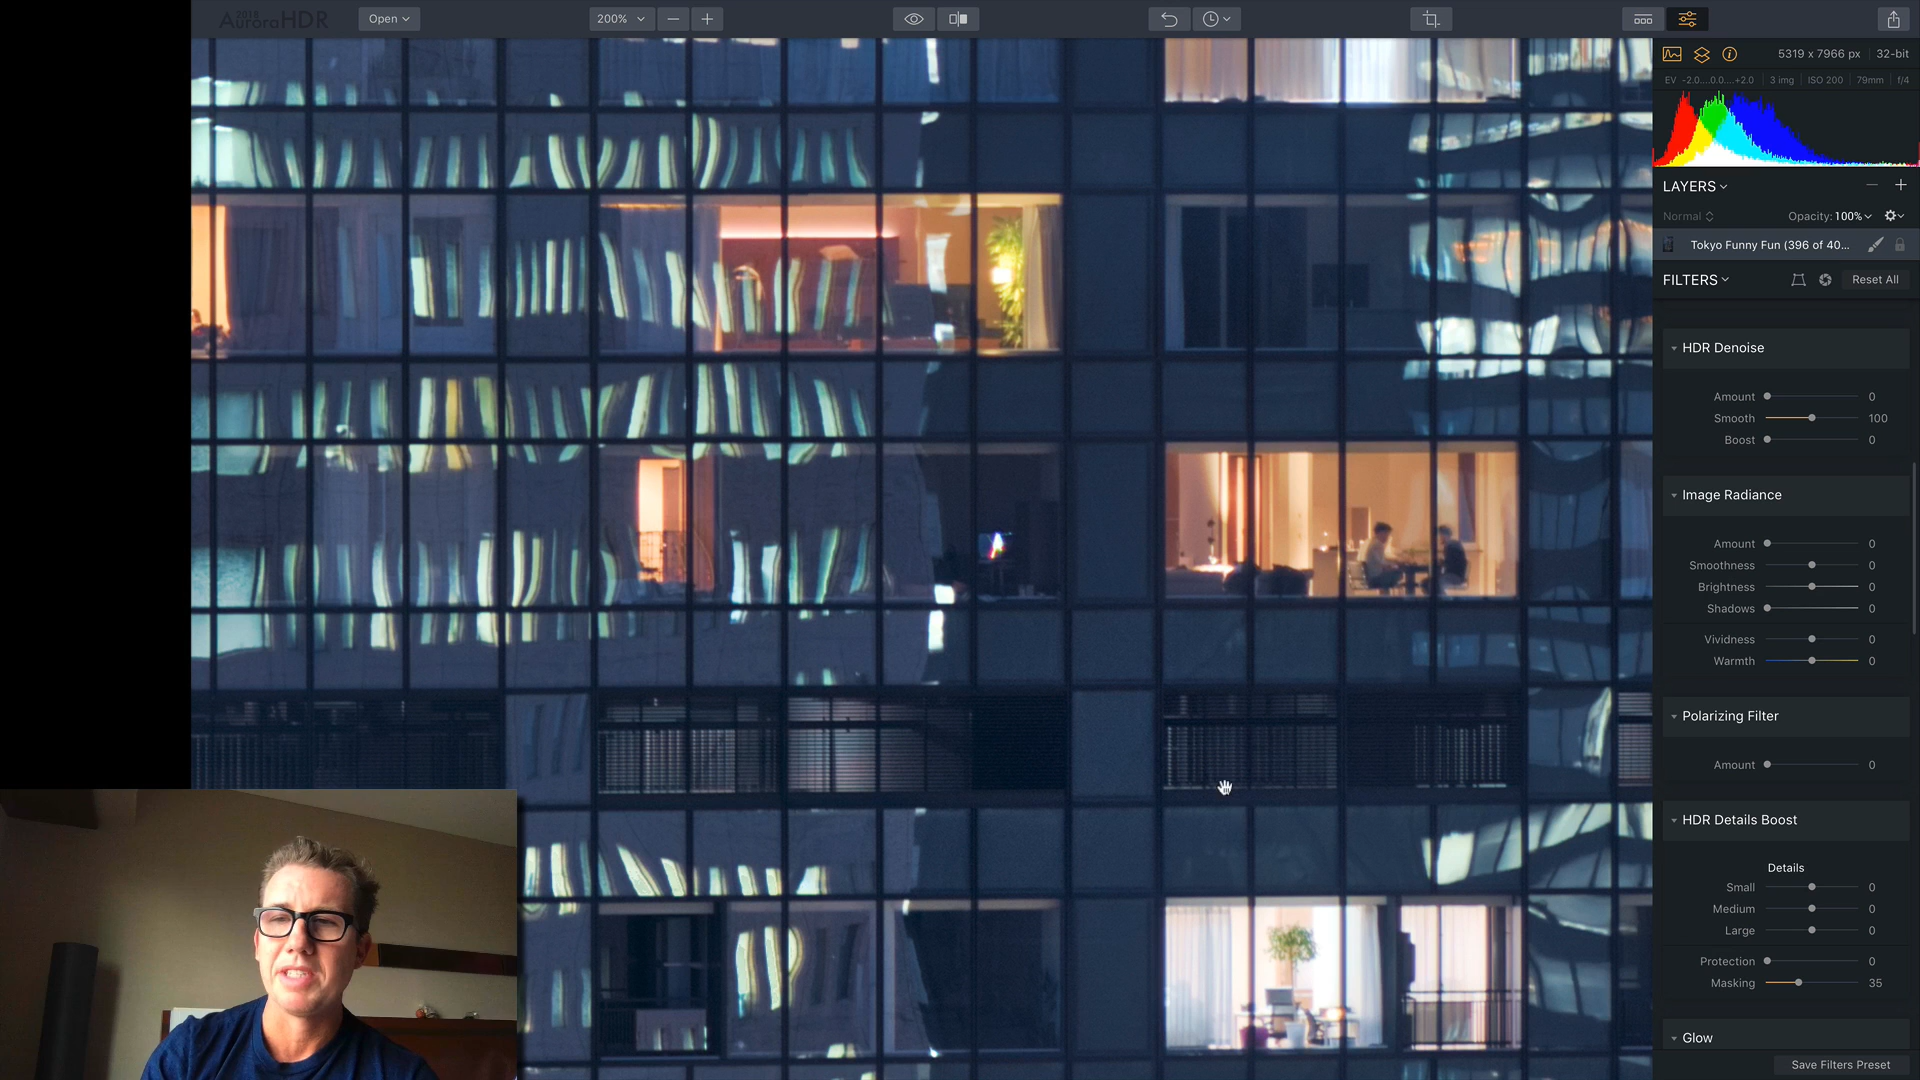 2018
AuroraHDR
Open
200%
5319 x 7966 px
32-bit
EV -2.0....0.0....+2.0
3 img
ISO 200
79mm
f/4
LAYERS
Normal
Opacity: 100%
Tokyo Funny Fun (396 of 40...
FILTERS
Reset All
HDR Denoise
Amount 0
Smooth 100
Boost 0
Image Radiance
Amount 0
Smoothness 0
Brightness 0
Shadows 0
Vividness 0
Warmth 0
Polarizing Filter
Amount 0
HDR Details Boost
Details
Small 0
Medium 0
Large 0
Protection 0
Masking 35
Glow
Save Filters Preset